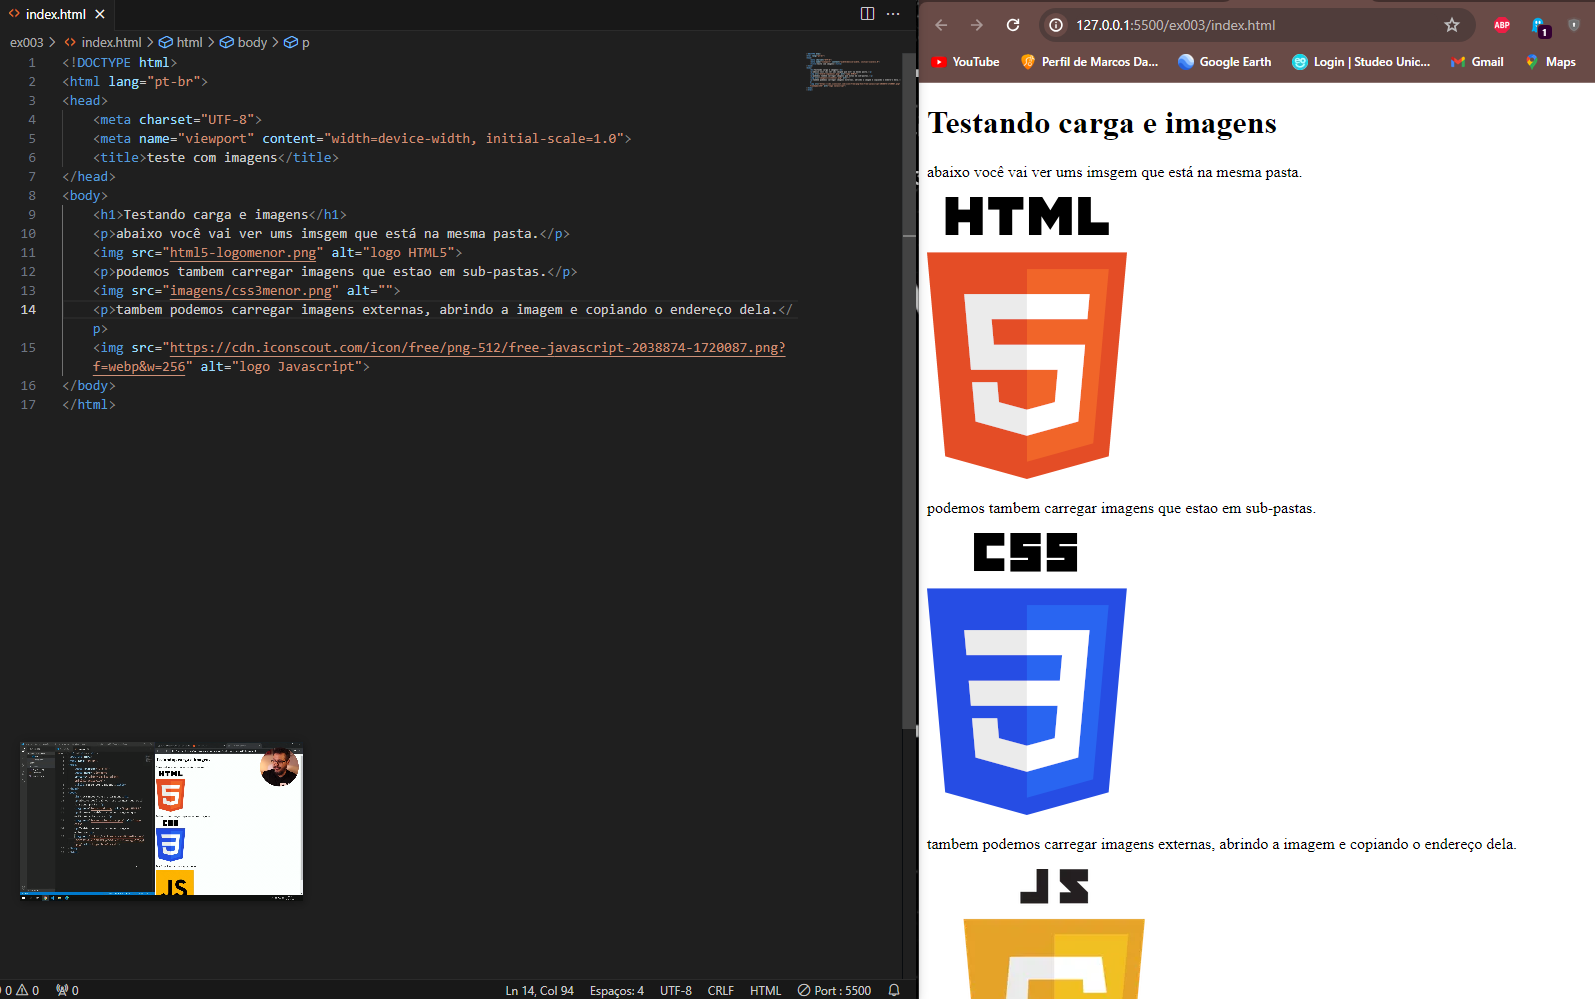 index.html
ex003 > index.html > html > body > p
1 <!DOCTYPE html>
2 <html lang="pt-br">
3 <head>
4 <meta charset="UTF-8">
5 <meta name="viewport" content="width=device-width, initial-scale=1.0">
6 <title>teste com imagens</title>
7 </head>
8 <body>
9 <h1>Testando carga e imagens</h1>
10 <p>abaixo você vai ver ums imsgem que está na mesma pasta.</p>
11 <img src="html5-logomenor.png" alt="logo HTML5">
12 <p>podemos tambem carregar imagens que estao em sub-pastas.</p>
13 <img src="imagens/css3menor.png" alt="">
14 <p>tambem podemos carregar imagens externas, abrindo a imagem e copiando o endereço dela.</
p>
15 <img src="https://cdn.iconscout.com/icon/free/png-512/free-javascript-2038874-1720087.png?
f=webp&w=256" alt="logo Javascript">
16 </body>
17 </html>
HTML
CSS
JS
0 0 0 Ln 14, Col 94 Espaços: 4 UTF-8 CRLF HTML Port : 5500
127.0.0.1:5500/ex003/index.html ABP 1
YouTube Perfil de Marcos Da... Google Earth Login | Studeo Unic... Gmail Maps
Testando carga e imagens
abaixo você vai ver ums imsgem que está na mesma pasta.
HTML
5
podemos tambem carregar imagens que estao em sub-pastas.
CSS
3
tambem podemos carregar imagens externas, abrindo a imagem e copiando o endereço dela.
JS